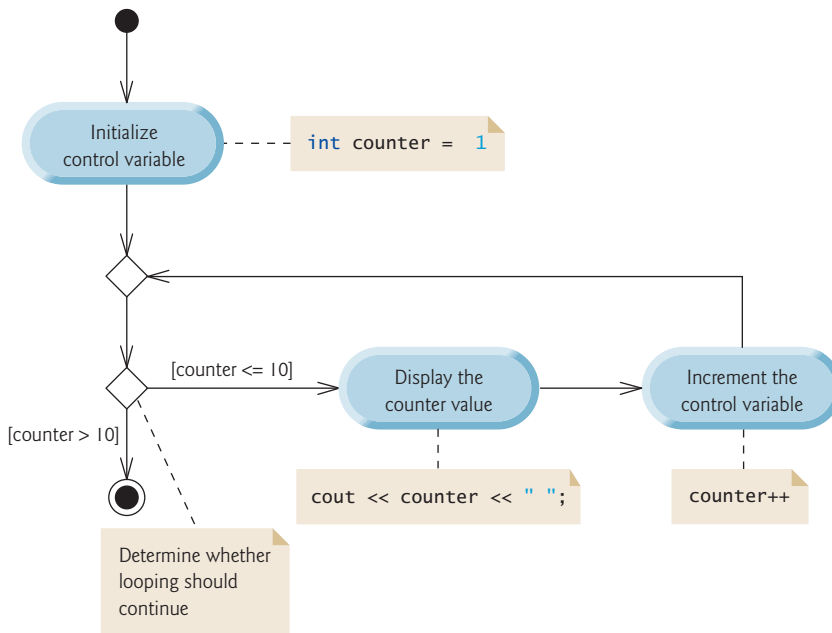 Initialize
control variable
int counter =  1
[counter <= 10]
Display the
counter value
Increment the
control variable
[counter > 10]
cout << counter << " ";
counter++
Determine whether
looping should
continue